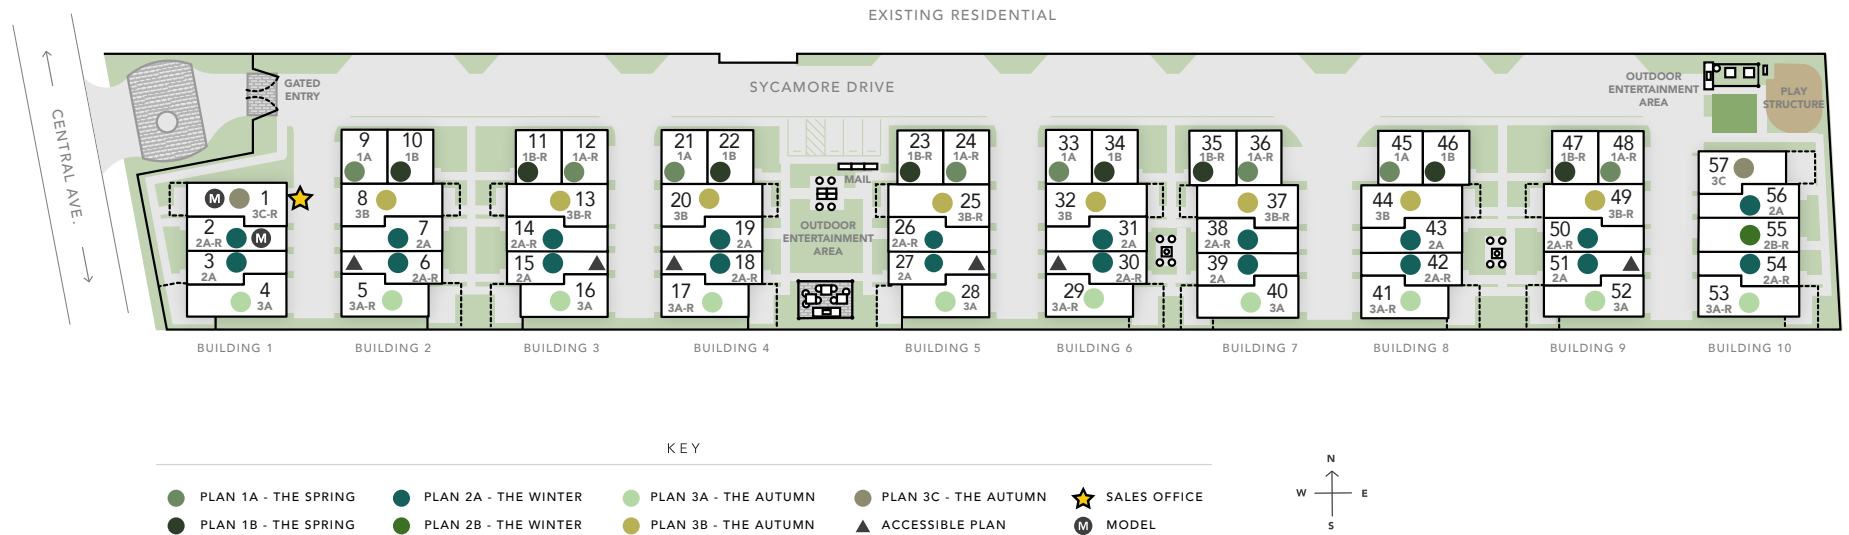 EXISTING RESIDENTIAL
SYCAMORE DRIVE
GATED
ENTRY
CENTRAL AVE.
OUTDOOR
ENTERTAINMENT
AREA
PLAY
STRUCTURE
MAIL
OUTDOOR
ENTERTAINMENT
AREA
M 1
3C-R
2
2A-R M
3
2A
4
3A
9
1A
10
1B
8
3B
7
2A
6
2A-R
5
3A-R
11
1B-R
12
1A-R
13
3B-R
14
2A-R
15
2A
16
3A
21
1A
22
1B
20
3B
19
2A
18
2A-R
17
3A-R
23
1B-R
24
1A-R
25
3B-R
26
2A-R
27
2A
28
3A
33
1A
34
1B
32
3B
31
2A
30
2A-R
29
3A-R
35
1B-R
36
1A-R
37
3B-R
38
2A-R
39
2A
40
3A
45
1A
46
1B
44
3B
43
2A
42
2A-R
41
3A-R
47
1B-R
48
1A-R
49
3B-R
50
2A-R
51
2A
52
3A
57
3C
56
2A
55
2B-R
54
2A-R
53
3A-R
BUILDING 1
BUILDING 2
BUILDING 3
BUILDING 4
BUILDING 5
BUILDING 6
BUILDING 7
BUILDING 8
BUILDING 9
BUILDING 10
KEY
PLAN 1A - THE SPRING
PLAN 2A - THE WINTER
PLAN 3A - THE AUTUMN
PLAN 3C - THE AUTUMN
SALES OFFICE
PLAN 1B - THE SPRING
PLAN 2B - THE WINTER
PLAN 3B - THE AUTUMN
ACCESSIBLE PLAN
M MODEL
N
W E
S